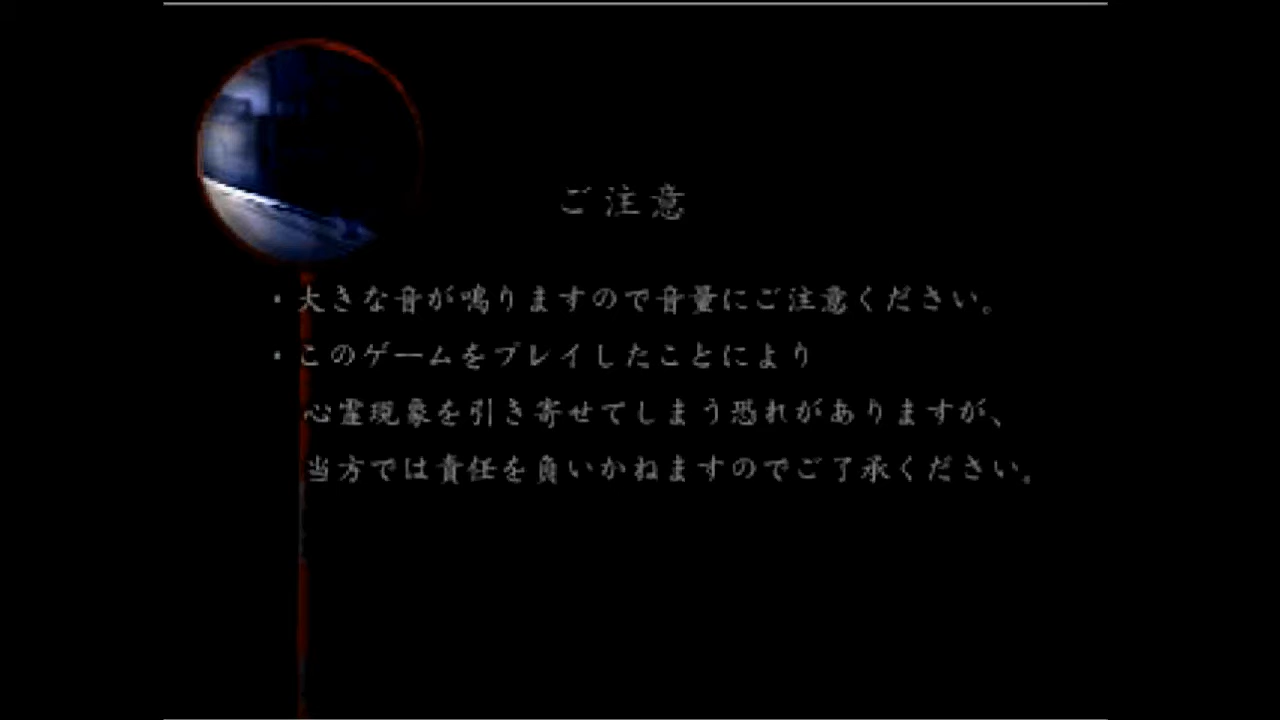 ご注意
・大きな音が鳴りますので音量にご注意ください。
・このゲームをプレイしたことにより
心霊現象を引き寄せてしまう恐れがありますが、
当方では責任を負いかねますのでご了承ください。